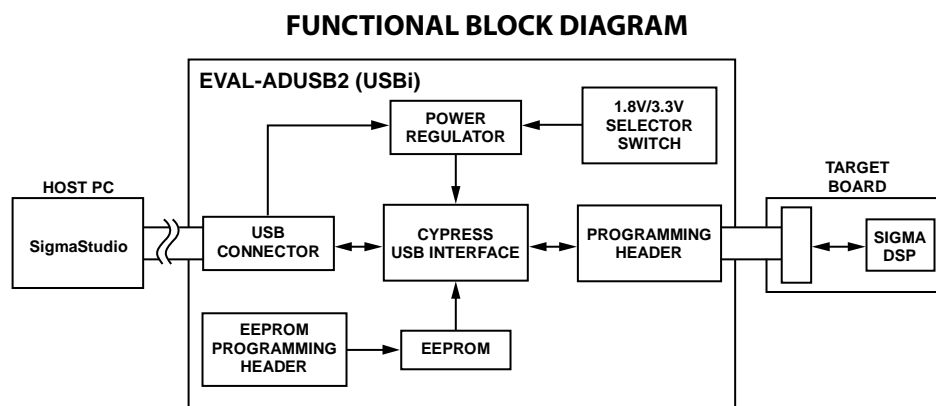 FUNCTIONAL BLOCK DIAGRAM
EVAL-ADUSB2 (USBi)
POWER
REGULATOR
1.8V/3.3V
SELECTOR
SWITCH
HOST PC
SigmaStudio
USB
CONNECTOR
CYPRESS
USB INTERFACE
PROGRAMMING
HEADER
TARGET
BOARD
SIGMA
DSP
EEPROM
PROGRAMMING
HEADER
EEPROM